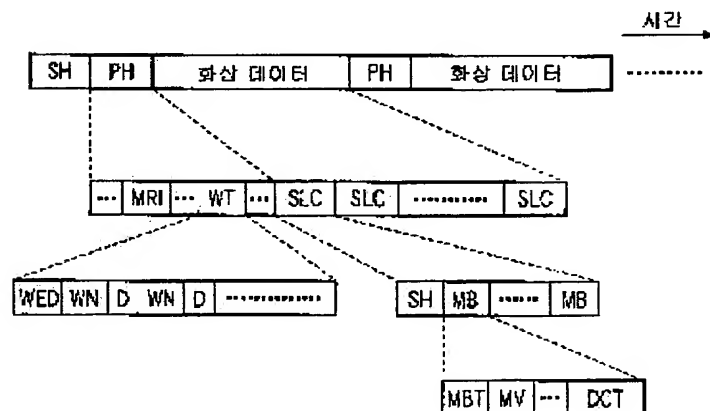 시간
SH PH 화상 데이터 PH 화상 데이터 ········
··· MRI ··· WT ··· SLC SLC ·········· SLC
WED WN D WN D ··············
SH MB ······ MB
MBT MV ··· DCT